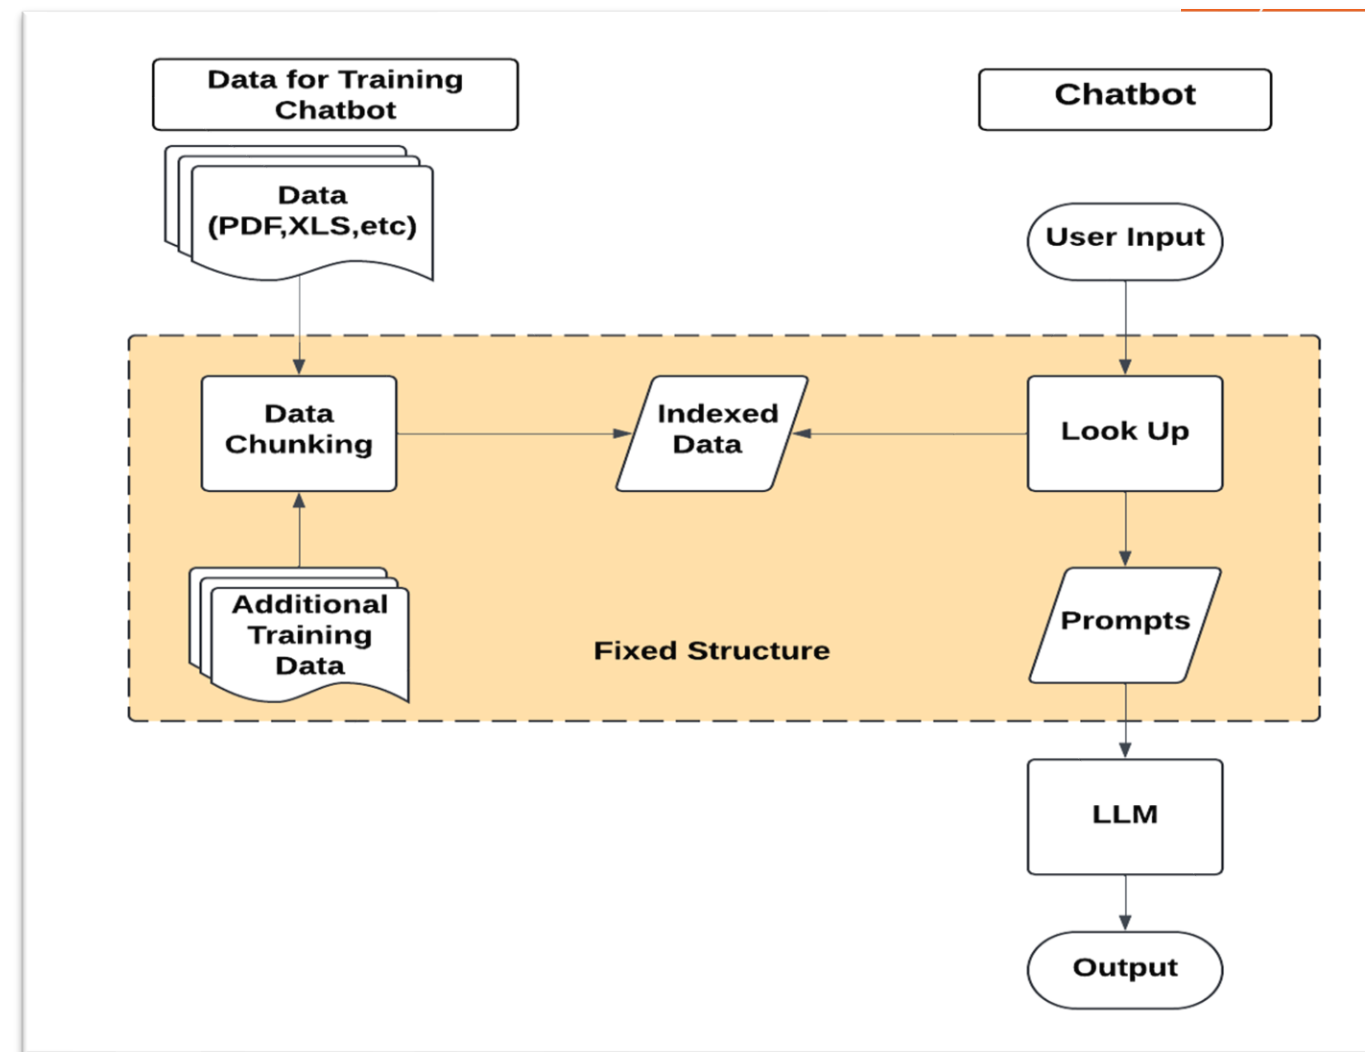 Data for Training
Chatbot
Chatbot
Data
(PDF,XLS,etc)
User Input
Data
Chunking
Indexed
Data
Look Up
Additional
Training
Data
Fixed Structure
Prompts
LLM
Output